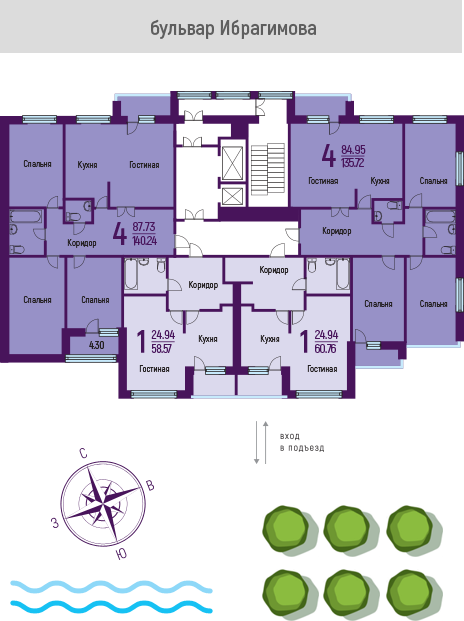 бульвар Ибрагимова
Спальня
Кухня
Гостиная
4
84.95
135.72
Гостиная
Кухня
Спальня
4
87.73
140.24
Коридор
Коридор
Спальня
Спальня
4.30
Коридор
Коридор
Спальня
Спальня
1
24.94
58.57
Кухня
Гостиная
Кухня
1
24.94
60.76
Гостиная
вход
в подъезд
С
В
З
Ю